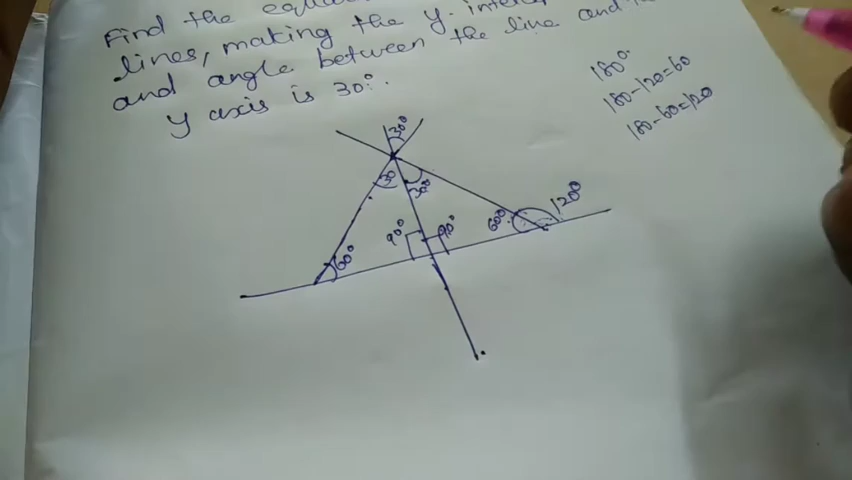 Find the
lines, making the y.
and angle between the line and
y axis is 30°.
180°
180-120=60
180-60=120
30°
30
30°
90°
90°
60°
60°
120°